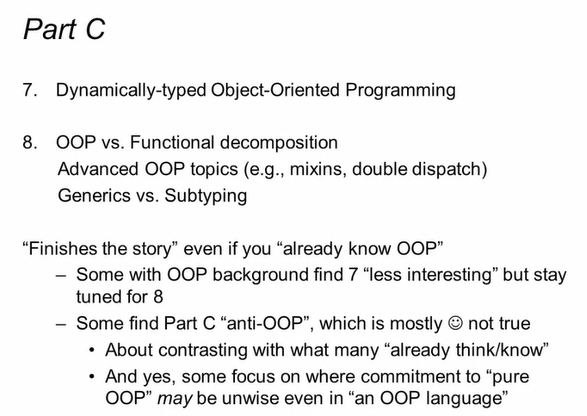 Part C
7. Dynamically-typed Object-Oriented Programming
8. OOP vs. Functional decomposition
Advanced OOP topics (e.g., mixins, double dispatch)
Generics vs. Subtyping
“Finishes the story” even if you “already know OOP”
– Some with OOP background find 7 “less interesting” but stay
tuned for 8
– Some find Part C “anti-OOP”, which is mostly ☺ not true
• About contrasting with what many “already think/know”
• And yes, some focus on where commitment to “pure
OOP” may be unwise even in “an OOP language”